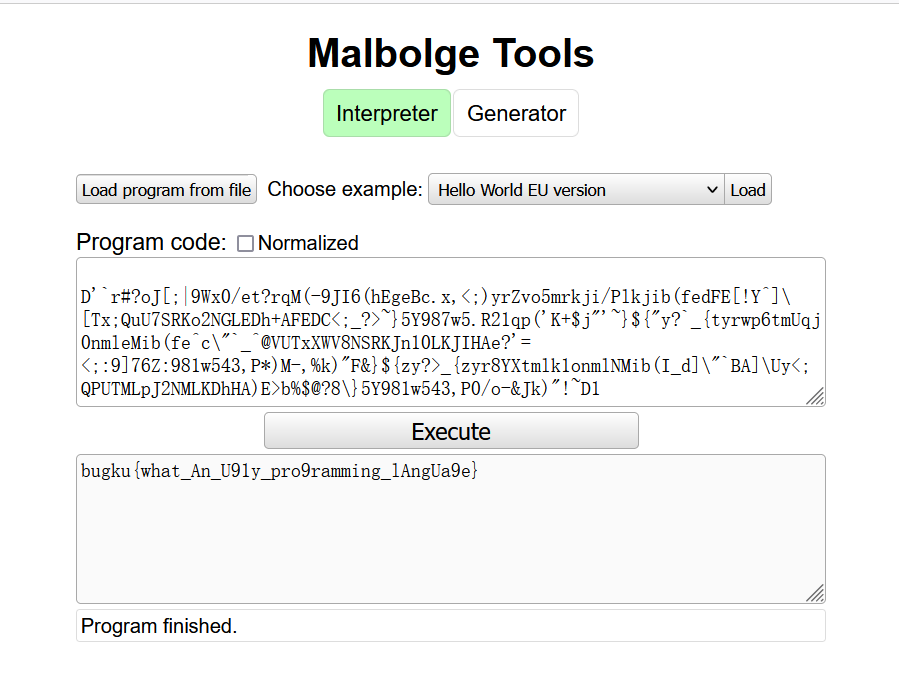 Malbolge Tools
Interpreter Generator
Load program from file Choose example: Hello World EU version Load
Program code: Normalized
D'`r#?oJ[;|9Wx0/et?rqM(-9JI6(hEgeBc.x,<;)yrZvo5mrkji/Plkjib(fedFE[!Y^]\
[Tx;QuU7SRKo2NGLEDh+AFEDC<;_?>~}5Y987w5.R21qp('K+$j"'~}${"y?`_{tyrwp6tmUqj
0nmleMib(fe^c\"`_^@VUTxXWV8NSRKJn10LKJIHAe?'=
<;:9]76Z:981w543,P*)M-,%k)"F&}${zy?>_{zyr8YXtmlk1onmlNMib(I_d]\"`BA]\Uy<;
QPUTMLpJ2NMLKDhHA)E>b%$@?8\}5Y981w543,P0/o-&Jk)"!~D1
Execute
bugku{what_An_U91y_pro9ramming_lAngUa9e}
Program finished.